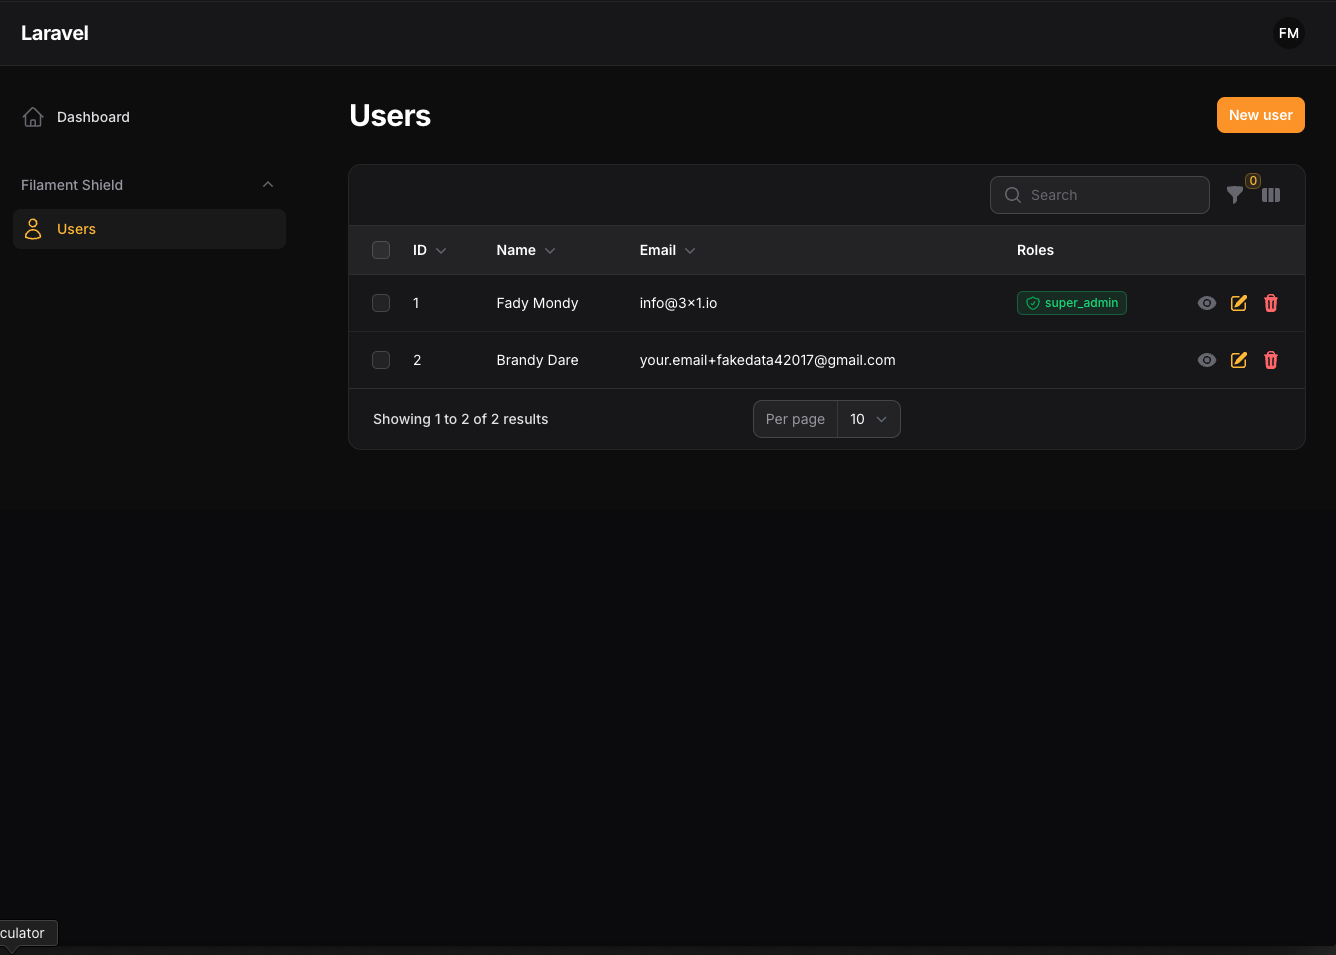 Laravel
FM
Dashboard
Filament Shield
Users
Users
New user
Search
0
ID Name Email Roles
1 Fady Mondy info@3x1.io super_admin
2 Brandy Dare your.email+fakedata42017@gmail.com
Showing 1 to 2 of 2 results
Per page 10
culator